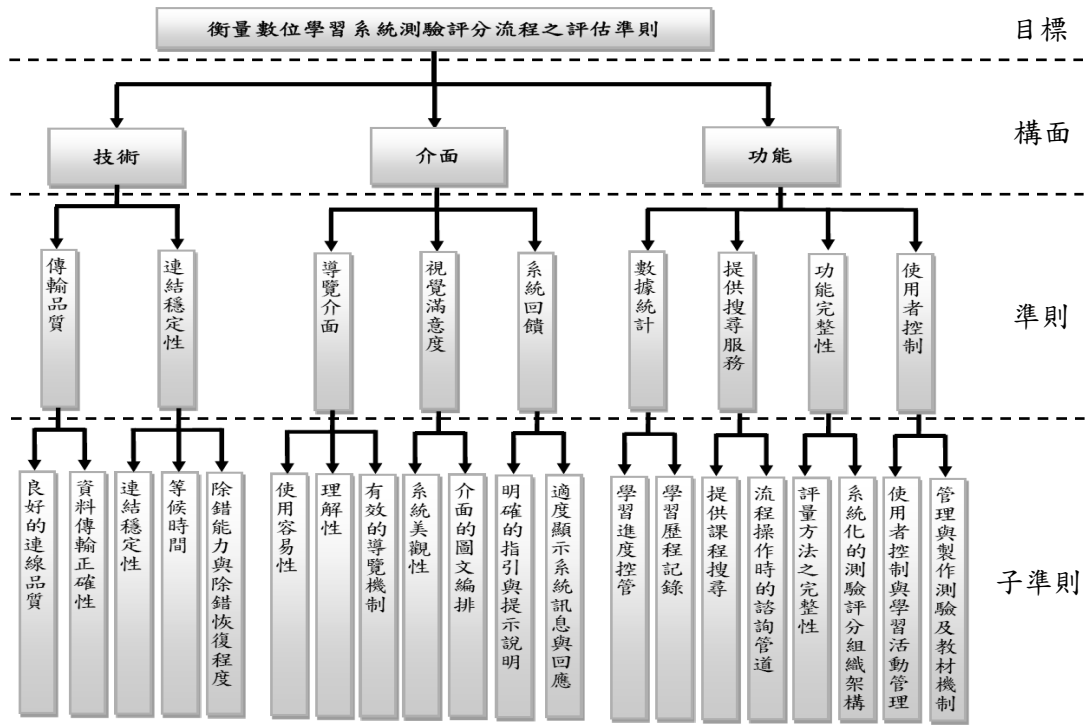 衡量數位學習系統測驗評分流程之評估準則
目標
技術
介面
功能
構面
傳輸品質
連結穩定性
導覽介面
視覺滿意度
系統回饋
數據統計
提供搜尋服務
功能完整性
使用者控制
準則
良好的連線品質
資料傳輸正確性
連結穩定性
等候時間
除錯能力與除錯恢復程度
使用容易性
理解性
有效的導覽機制
系統美觀性
介面的圖文編排
明確的指引與提示說明
適度顯示系統訊息與回應
學習進度控管
學習歷程記錄
提供課程搜尋
流程操作時的諮詢管道
評量方法之完整性
系統化的測驗評分組織架構
使用者控制與學習活動管理
管理與製作測驗及教材機制
子準則